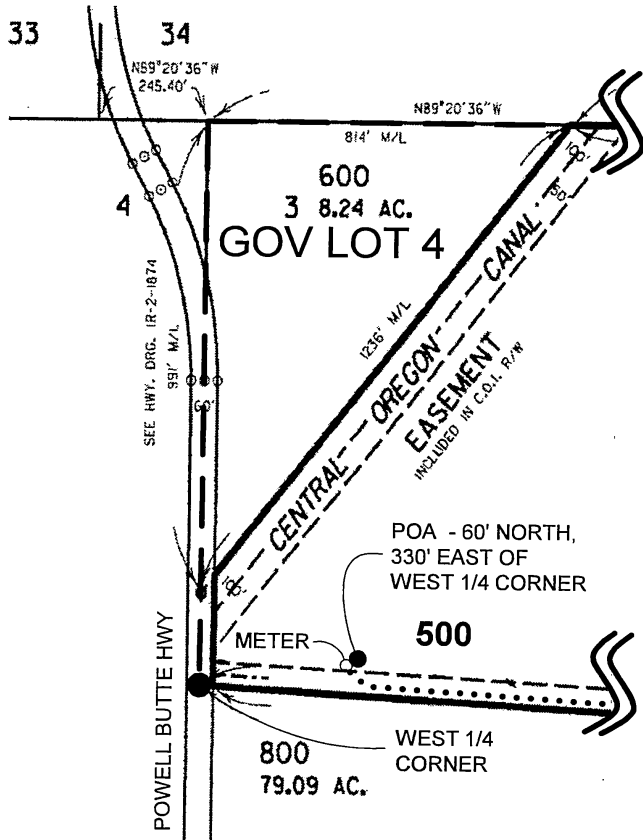 33
34
N89°20'36"W
245.40'
N89°20'36"W
814' M/L
100'
50'
600
3 8.24 AC.
4
GOV LOT 4
SEE HWY. DRG. 1R-2-1874
991' M/L
60'
1236' M/L
CENTRAL OREGON CANAL
EASEMENT
INCLUDED IN C.O.I. R/W
100'
POA - 60' NORTH,
330' EAST OF
WEST 1/4 CORNER
METER
500
POWELL BUTTE HWY
WEST 1/4
CORNER
800
79.09 AC.